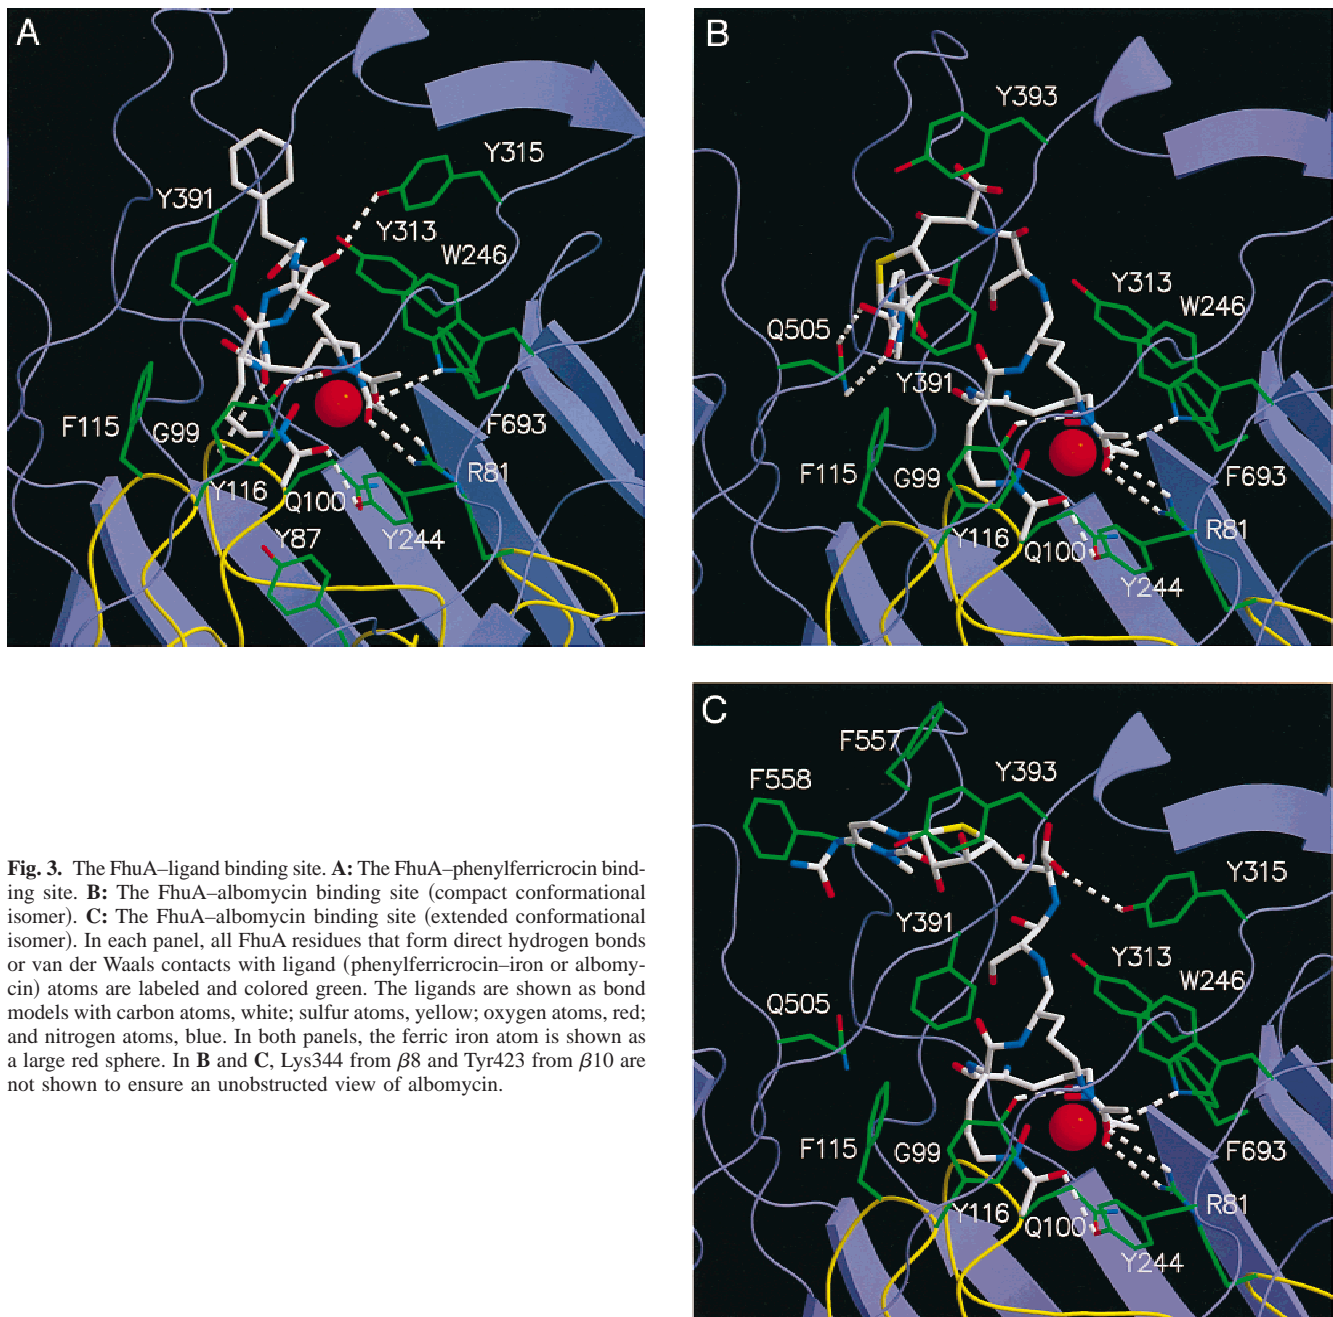 A
Y315
Y391
Y313
W246
F115
G99
F693
Y116
Q100
R81
Y87
Y244
B
Y393
Y313
W246
Q505
Y391
F115
G99
F693
Y116
Q100
R81
Y244
C
F557
Y393
F558
Y315
Y391
Y313
W246
Q505
F115
G99
F693
Y116
Q100
R81
Y244
Fig. 3. The FhuA–ligand binding site. A: The FhuA–phenylferricrocin bind-
ing site. B: The FhuA–albomycin binding site (compact conformational
isomer). C: The FhuA–albomycin binding site (extended conformational
isomer). In each panel, all FhuA residues that form direct hydrogen bonds
or van der Waals contacts with ligand (phenylferricrocin–iron or albomy-
cin) atoms are labeled and colored green. The ligands are shown as bond
models with carbon atoms, white; sulfur atoms, yellow; oxygen atoms, red;
and nitrogen atoms, blue. In both panels, the ferric iron atom is shown as
a large red sphere. In B and C, Lys344 from β8 and Tyr423 from β10 are
not shown to ensure an unobstructed view of albomycin.